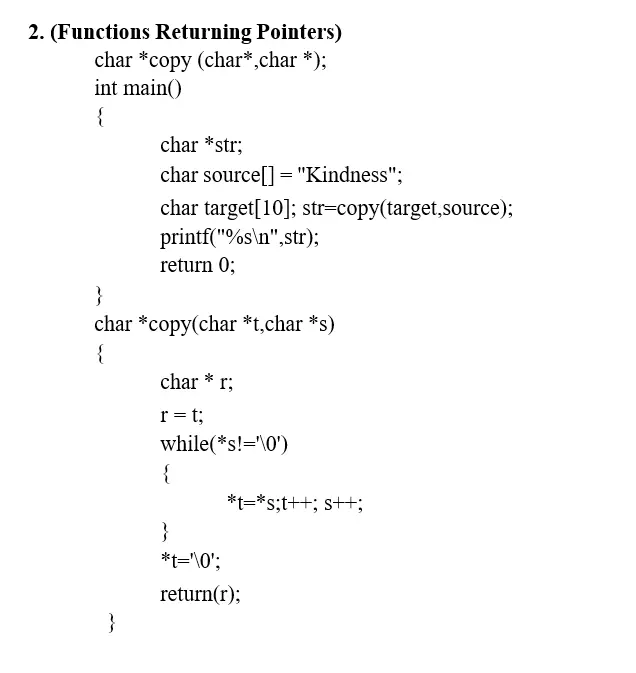 2. (Functions Returning Pointers)
char *copy (char*,char *);
int main()
{
char *str;
char source[] = "Kindness";
char target[10]; str=copy(target,source);
printf("%s\n",str);
return 0;
}
char *copy(char *t,char *s)
{
char * r;
r = t;
while(*s!='\0')
{
*t=*s;t++; s++;
}
*t='\0';
return(r);
}